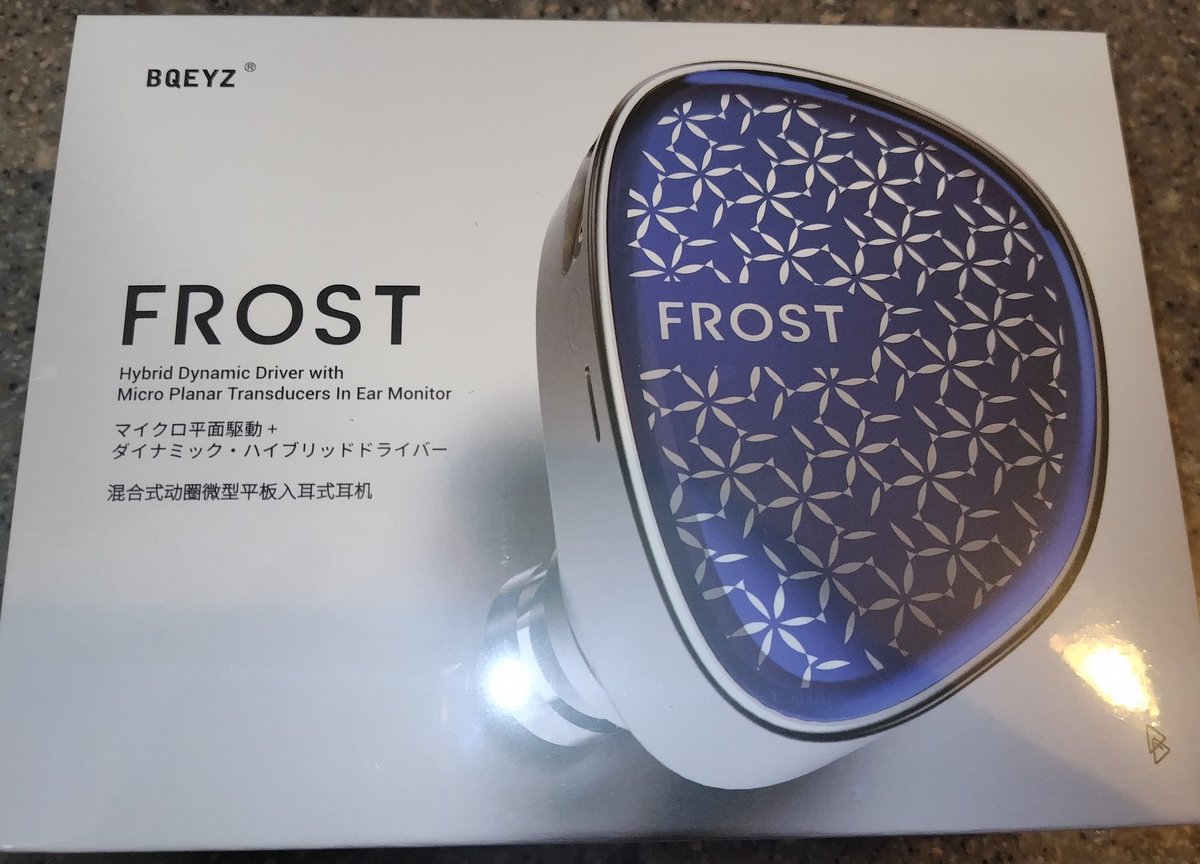 BQEYZ®
FROST
Hybrid Dynamic Driver with
Micro Planar Transducers In Ear Monitor
マイクロ平面駆動 +
ダイナミック・ハイブリッドドライバー
混合式动圈微型平板入耳式耳机
FROST